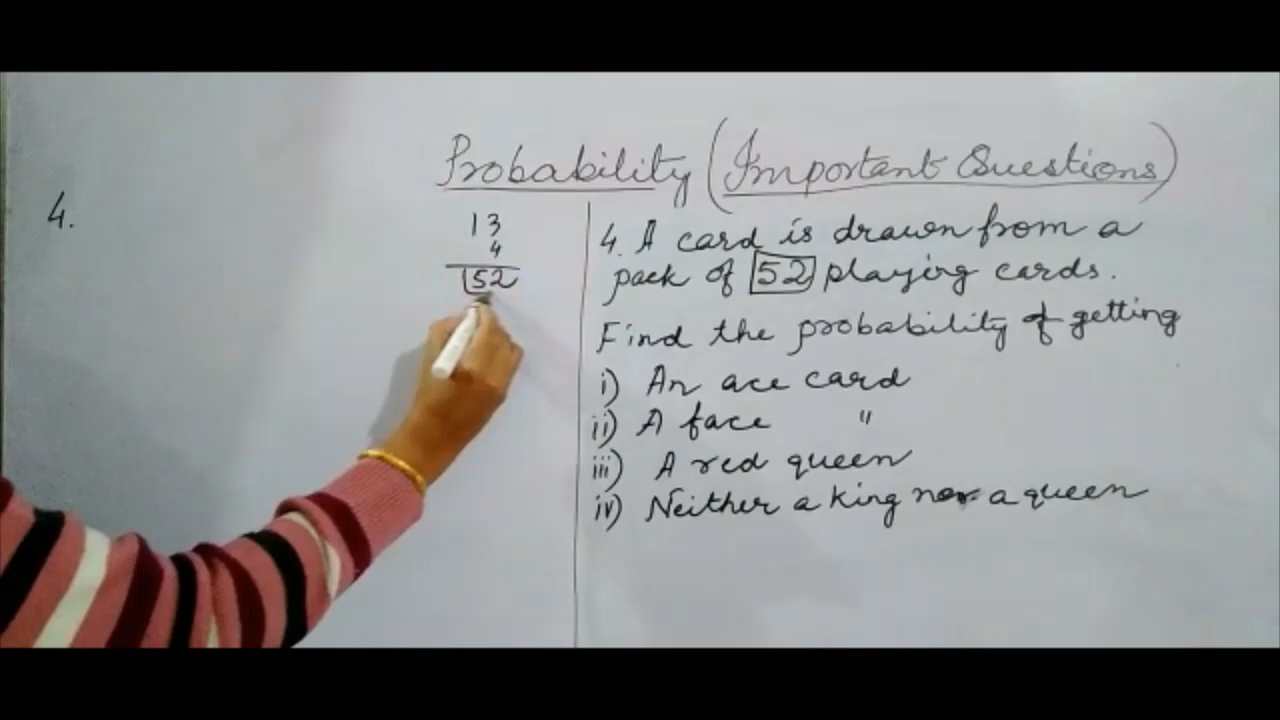 Probability (Important Questions)
4.
13
4
52
4. A card is drawn from a
pack of 52 playing cards.
Find the probability of getting
i) An ace card
ii) A face "
iii) A red queen
iv) Neither a king nor a queen